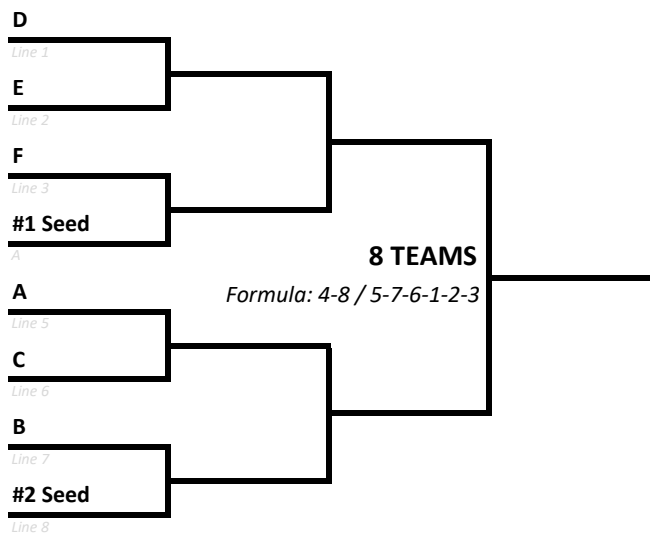 D
Line 1
E
Line 2
F
Line 3
#1 Seed
A
8 TEAMS
A
Formula: 4-8 / 5-7-6-1-2-3
Line 5
C
Line 6
B
Line 7
#2 Seed
Line 8